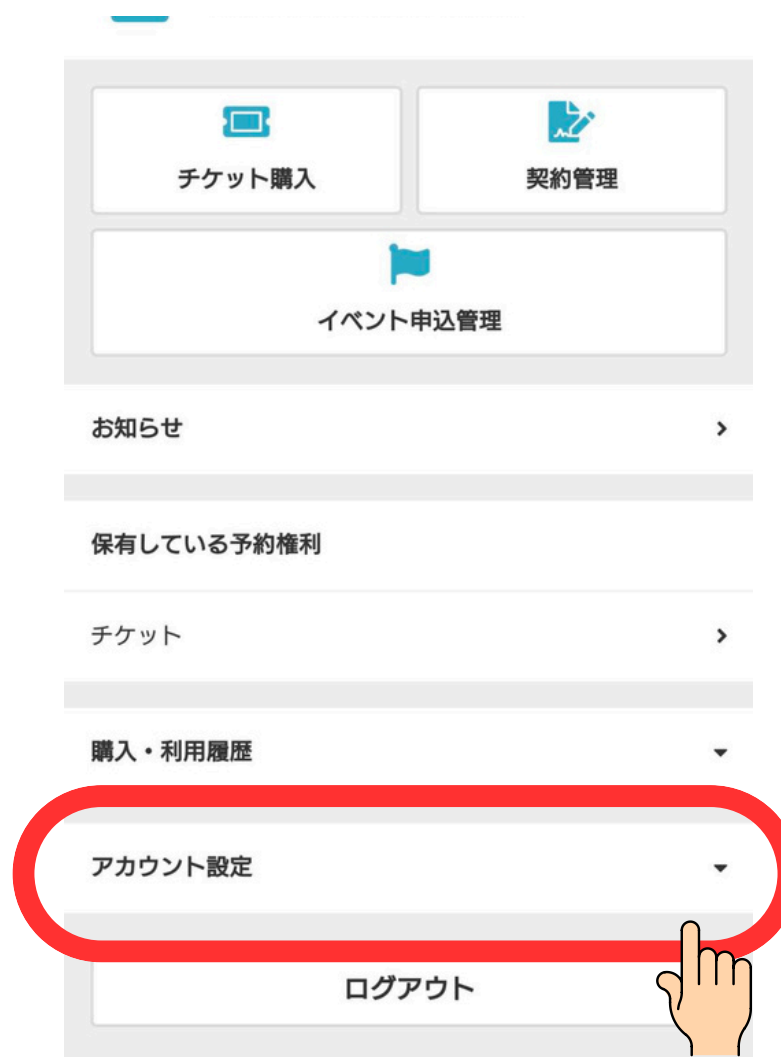 チケット購入
契約管理
イベント申込管理
お知らせ
保有している予約権利
チケット
購入・利用履歴
アカウント設定
ログアウト